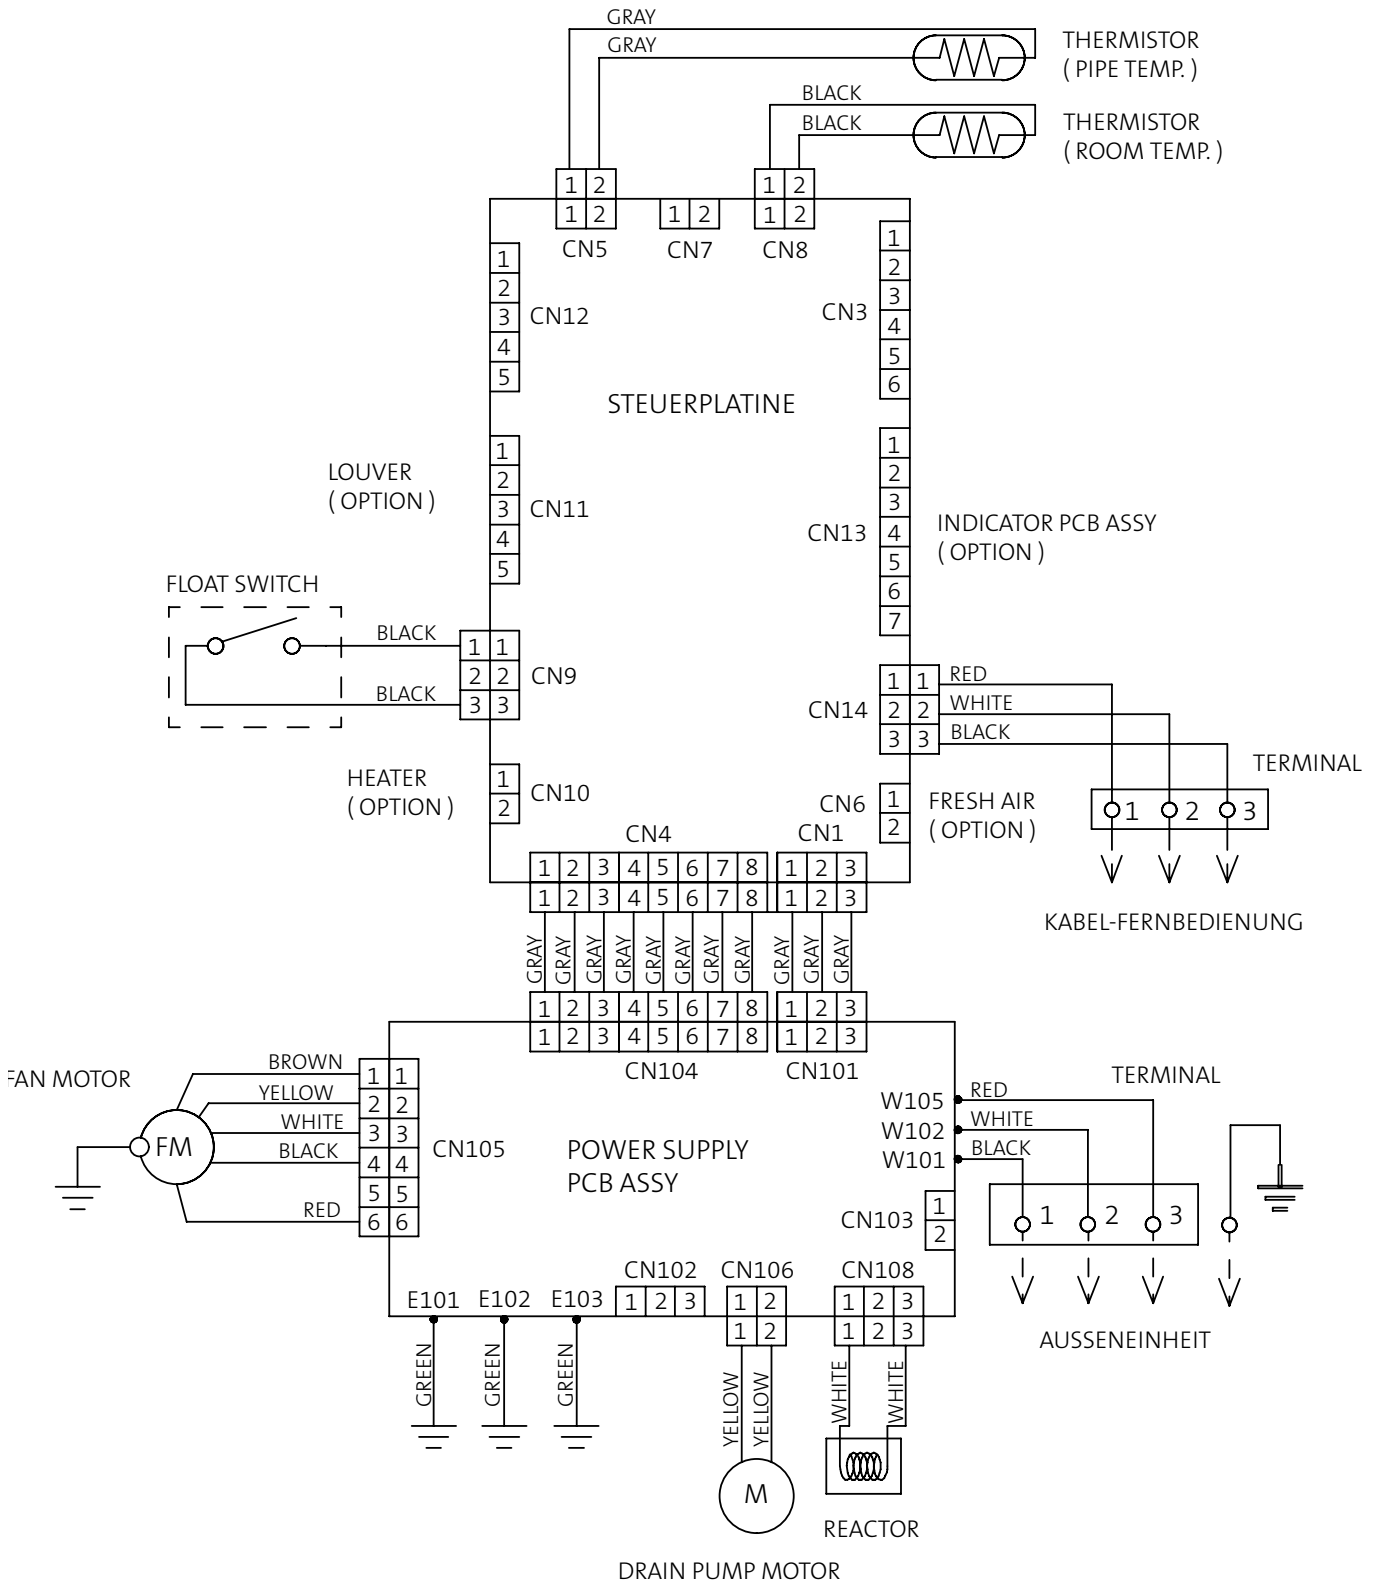 GRAY
GRAY
THERMISTOR
( PIPE TEMP. )
BLACK
BLACK
THERMISTOR
( ROOM TEMP. )
1 2
1 2
CN5
1 2
CN7
1 2
1 2
CN8
1
2
3
4
5
CN12
1
2
3
4
5
6
CN3
STEUERPLATINE
LOUVER
( OPTION )
1
2
3
4
5
CN11
1
2
3
4
5
6
7
CN13
INDICATOR PCB ASSY
( OPTION )
FLOAT SWITCH
BLACK
BLACK
1 1
2 2
3 3
CN9
CN14
1 1
2 2
3 3
RED
WHITE
BLACK
TERMINAL
1 2 3
KABEL-FERNBEDIENUNG
HEATER
( OPTION )
1
2
CN10
CN6
1
2
FRESH AIR
( OPTION )
CN4
CN1
1 2 3 4 5 6 7 8 1 2 3
1 2 3 4 5 6 7 8 1 2 3
GRAY GRAY GRAY GRAY GRAY GRAY GRAY GRAY GRAY GRAY GRAY
1 2 3 4 5 6 7 8 1 2 3
1 2 3 4 5 6 7 8 1 2 3
CN104
CN101
FAN MOTOR
FM
BROWN
YELLOW
WHITE
BLACK
RED
1 1
2 2
3 3
4 4
5 5
6 6
CN105
POWER SUPPLY
PCB ASSY
W105
W102
W101
RED
WHITE
BLACK
TERMINAL
1 2 3
AUSSENEINHEIT
CN103
1
2
E101 E102 E103
GREEN GREEN GREEN
CN102
1 2 3
CN106
1 2
1 2
CN108
1 2 3
1 2 3
YELLOW YELLOW
WHITE WHITE
M
REACTOR
DRAIN PUMP MOTOR